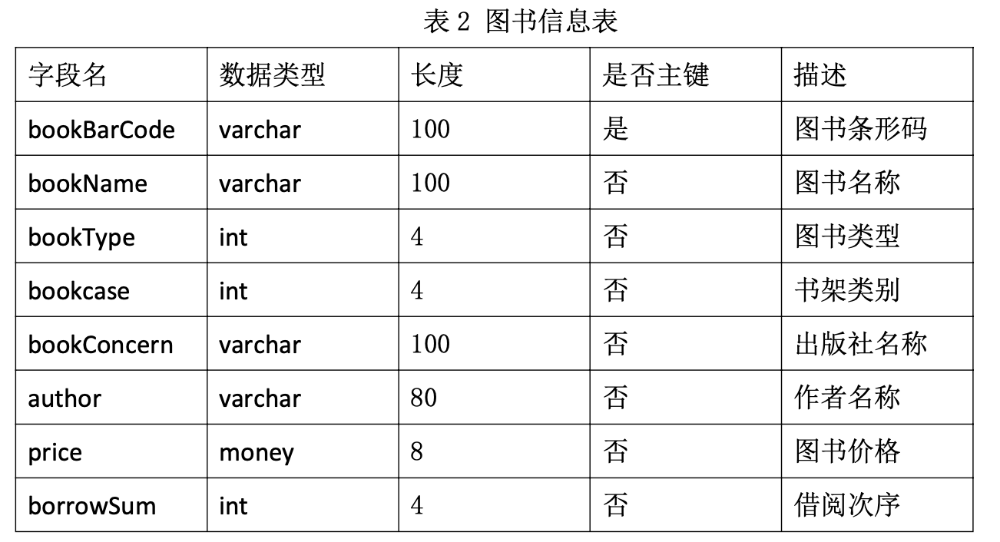 表 2 图书信息表
字段名 数据类型 长度 是否主键 描述
bookBarCode varchar 100 是 图书条形码
bookName varchar 100 否 图书名称
bookType int 4 否 图书类型
bookcase int 4 否 书架类别
bookConcern varchar 100 否 出版社名称
author varchar 80 否 作者名称
price money 8 否 图书价格
borrowSum int 4 否 借阅次序